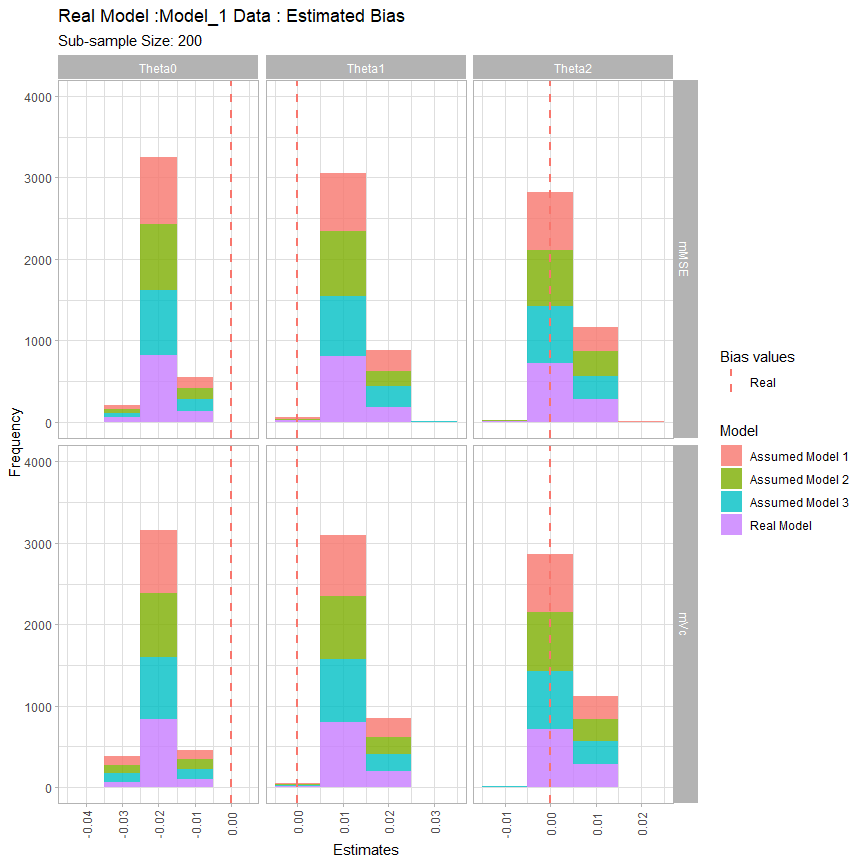 Real Model :Model_1 Data : Estimated Bias
Sub-sample Size: 200
Theta0
Theta1
Theta2
4000
3000
2000
1000
0
mMSE
4000
3000
2000
1000
0
mVc
Frequency
-0.04
-0.03
-0.02
-0.01
0.00
0.00
0.01
0.02
0.03
-0.01
0.00
0.01
0.02
Estimates
Bias values
Real
Model
Assumed Model 1
Assumed Model 2
Assumed Model 3
Real Model